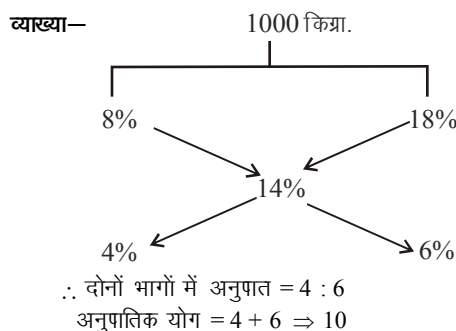 व्याख्या– 1000 किग्रा.
8% 18%
14%
4% 6%
∴ दोनों भागों में अनुपात = 4 : 6
अनुपातिक योग = 4 + 6 ⇒ 10